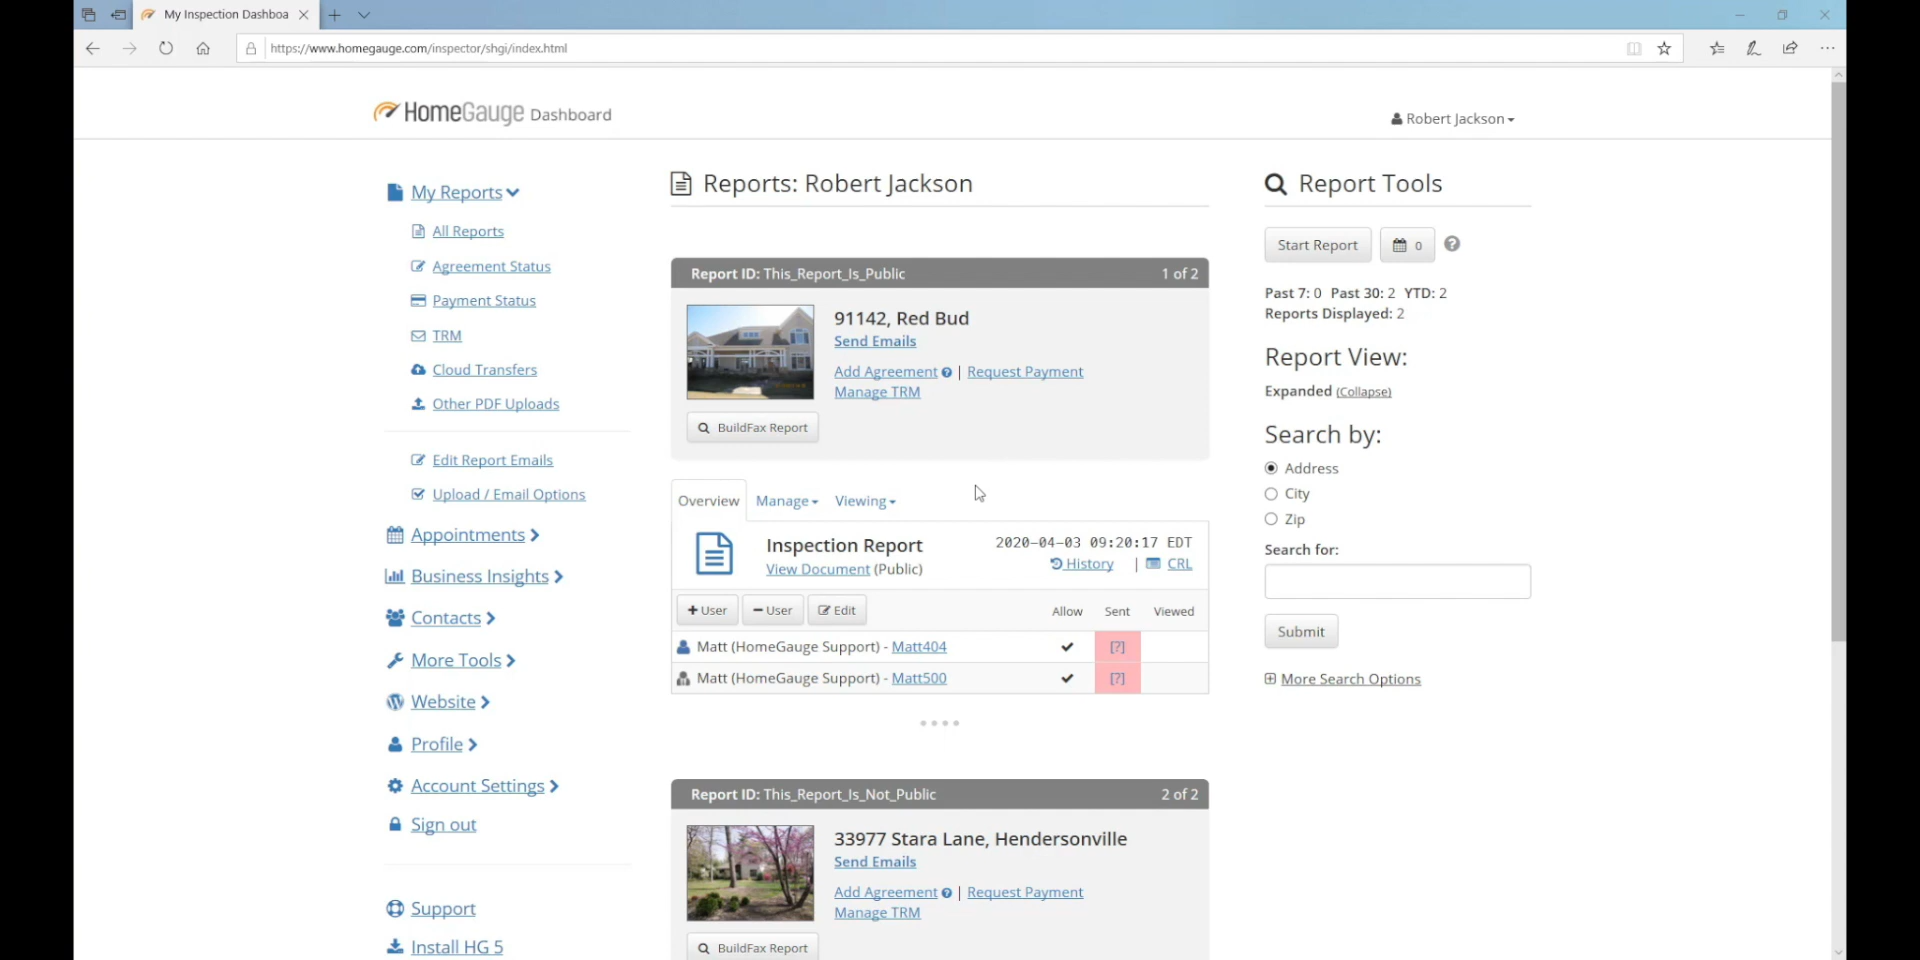 My Inspection Dashboa
https://www.homegauge.com/inspector/shgi/index.html
HomeGauge Dashboard
Robert Jackson
My Reports
All Reports
Agreement Status
Payment Status
TRM
Cloud Transfers
Other PDF Uploads
Edit Report Emails
Upload / Email Options
Appointments
Business Insights
Contacts
More Tools
Website
Profile
Account Settings
Sign out
Support
Install HG 5
Reports: Robert Jackson
Report ID: This_Report_Is_Public 1 of 2
91142, Red Bud
Send Emails
Add Agreement ? | Request Payment
Manage TRM
BuildFax Report
Overview Manage Viewing
Inspection Report 2020-04-03 09:20:17 EDT
View Document (Public) History | CRL
+ User − User Edit Allow Sent Viewed
Matt (HomeGauge Support) - Matt404 [?]
Matt (HomeGauge Support) - Matt500 [?]
Report ID: This_Report_Is_Not_Public 2 of 2
33977 Stara Lane, Hendersonville
Send Emails
Add Agreement ? | Request Payment
Manage TRM
BuildFax Report
Report Tools
Start Report 0 ?
Past 7: 0 Past 30: 2 YTD: 2
Reports Displayed: 2
Report View:
Expanded (Collapse)
Search by:
Address
City
Zip
Search for:
Submit
More Search Options